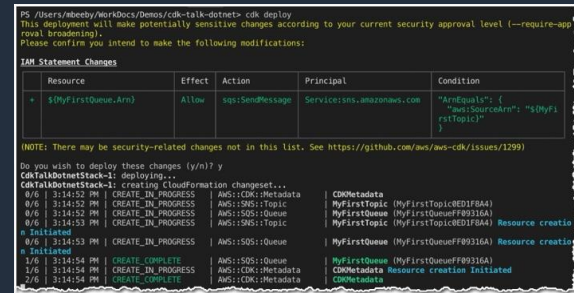 PS /Users/mbeeby/WorkDocs/Demos/cdk-talk-dotnet> cdk deploy
This deployment will make potentially sensitive changes according to your current security approval level (--require-app
roval broadening).
Please confirm you intend to make the following modifications:
IAM Statement Changes
Resource Effect Action Principal Condition
+ ${MyFirstQueue.Arn} Allow sqs:SendMessage Service:sns.amazonaws.com "ArnEquals": {
"aws:SourceArn": "${MyFi
rstTopic}"
}
(NOTE: There may be security-related changes not in this list. See https://github.com/aws/aws-cdk/issues/1299)
Do you wish to deploy these changes (y/n)? y
CdkTalkDotnetStack-1: deploying...
CdkTalkDotnetStack-1: creating CloudFormation changeset...
0/6 | 3:14:52 PM | CREATE_IN_PROGRESS | AWS::CDK::Metadata | CDKMetadata
0/6 | 3:14:52 PM | CREATE_IN_PROGRESS | AWS::SNS::Topic | MyFirstTopic (MyFirstTopic0ED1F8A4)
0/6 | 3:14:52 PM | CREATE_IN_PROGRESS | AWS::SQS::Queue | MyFirstQueue (MyFirstQueueFF09316A)
0/6 | 3:14:53 PM | CREATE_IN_PROGRESS | AWS::SNS::Topic | MyFirstTopic (MyFirstTopic0ED1F8A4) Resource creatio
n Initiated
0/6 | 3:14:53 PM | CREATE_IN_PROGRESS | AWS::SQS::Queue | MyFirstQueue (MyFirstQueueFF09316A) Resource creatio
n Initiated
1/6 | 3:14:54 PM | CREATE_COMPLETE | AWS::SQS::Queue | MyFirstQueue (MyFirstQueueFF09316A)
1/6 | 3:14:54 PM | CREATE_IN_PROGRESS | AWS::CDK::Metadata | CDKMetadata Resource creation Initiated
2/6 | 3:14:54 PM | CREATE_COMPLETE | AWS::CDK::Metadata | CDKMetadata